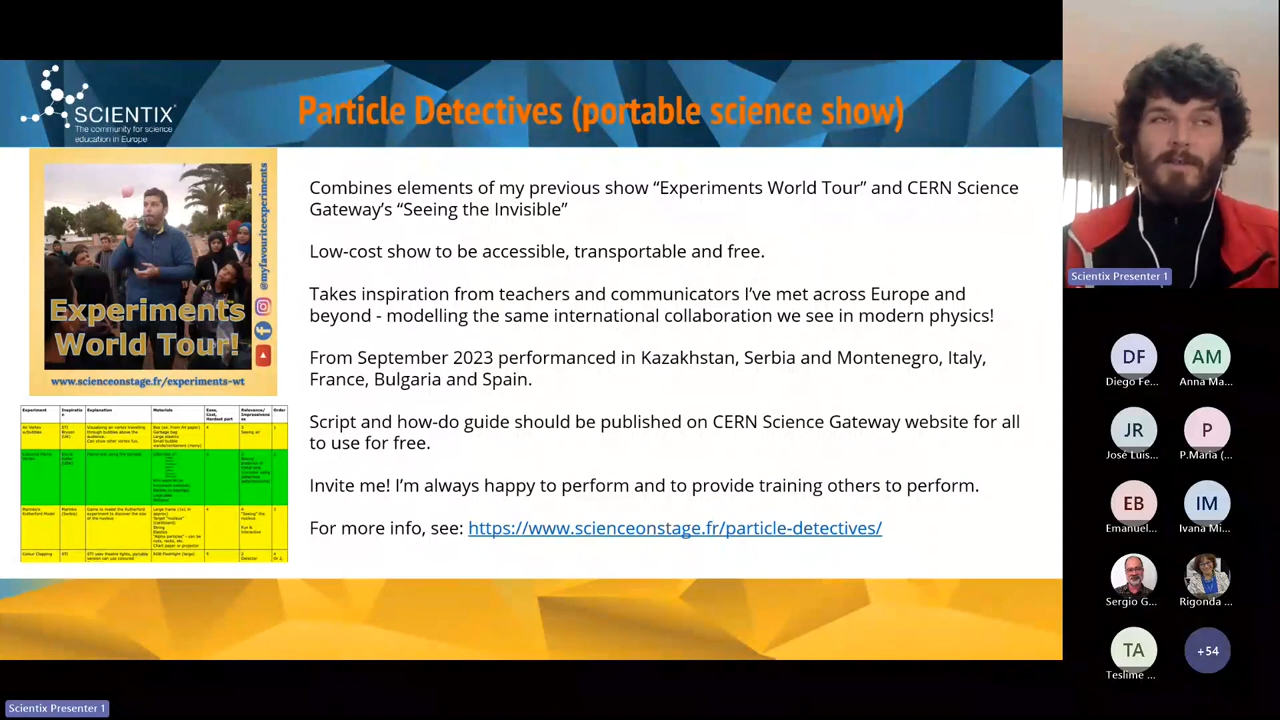 SCIENTIX
The community for science
education in Europe
Particle Detectives (portable science show)
@myfavouriteexperiments
Experiments
World Tour!
www.scienceonstage.fr/experiments-wt
Combines elements of my previous show “Experiments World Tour” and CERN Science
Gateway’s “Seeing the Invisible”
Low-cost show to be accessible, transportable and free.
Takes inspiration from teachers and communicators I’ve met across Europe and
beyond - modelling the same international collaboration we see in modern physics!
From September 2023 performanced in Kazakhstan, Serbia and Montenegro, Italy,
France, Bulgaria and Spain.
Script and how-do guide should be published on CERN Science Gateway website for all
to use for free.
Invite me! I’m always happy to perform and to provide training others to perform.
For more info, see: https://www.scienceonstage.fr/particle-detectives/
Experiment
Explanation
Materials
Order
Colour Clapping
Scientix Presenter 1
DF
Diego Fe...
AM
Anna Ma...
JR
José Luis...
P
P.Maria (...
EB
Emanuel...
IM
Ivana Mi...
Sergio G...
Rigonda ...
TA
Teslime ...
+54
Scientix Presenter 1